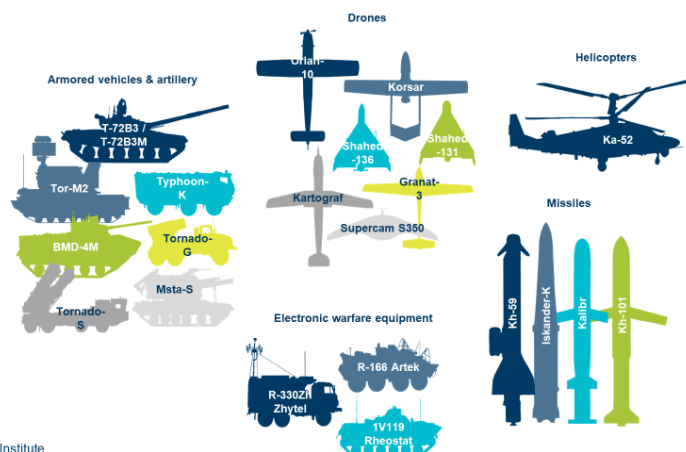 Drones
Orlan-
10
Korsar
Shahed
-136
Shahed
-131
Kartograf
Granat-
3
Supercam S350
Helicopters
Ka-52
Armored vehicles & artillery
T-72B3 /
T-72B3M
Tor-M2
Typhoon-
K
BMD-4M
Tornado-
G
Tornado-
S
Msta-S
Missiles
Kh-59
Iskander-K
Kalibr
Kh-101
Electronic warfare equipment
R-330Zh
Zhytel
R-166 Artek
1V119
Rheostat
Institute